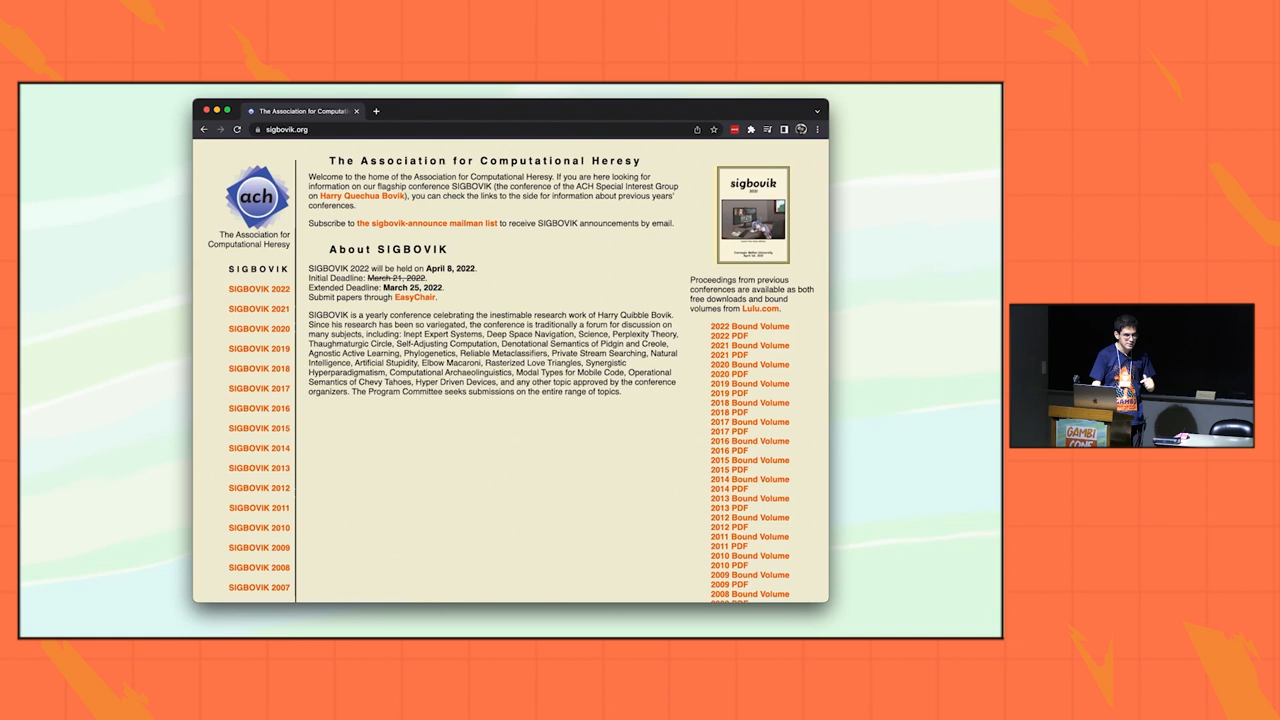 The Association for Computati
sigbovik.org
ach
The Association for
Computational Heresy
SIGBOVIK
SIGBOVIK 2022
SIGBOVIK 2021
SIGBOVIK 2020
SIGBOVIK 2019
SIGBOVIK 2018
SIGBOVIK 2017
SIGBOVIK 2016
SIGBOVIK 2015
SIGBOVIK 2014
SIGBOVIK 2013
SIGBOVIK 2012
SIGBOVIK 2011
SIGBOVIK 2010
SIGBOVIK 2009
SIGBOVIK 2008
SIGBOVIK 2007
The Association for Computational Heresy
Welcome to the home of the Association for Computational Heresy. If you are here looking for
information on our flagship conference SIGBOVIK (the conference of the ACH Special Interest Group
on Harry Quechua Bovik), you can check the links to the side for information about previous years'
conferences.
Subscribe to the sigbovik-announce mailman list to receive SIGBOVIK announcements by email.
About SIGBOVIK
SIGBOVIK 2022 will be held on April 8, 2022.
Initial Deadline: March 21, 2022.
Extended Deadline: March 25, 2022.
Submit papers through EasyChair.
SIGBOVIK is a yearly conference celebrating the inestimable research work of Harry Quibble Bovik.
Since his research has been so variegated, the conference is traditionally a forum for discussion on
many subjects, including: Inept Expert Systems, Deep Space Navigation, Science, Perplexity Theory,
Thaughmaturgic Circle, Self-Adjusting Computation, Denotational Semantics of Pidgin and Creole,
Agnostic Active Learning, Phylogenetics, Reliable Metaclassifiers, Private Stream Searching, Natural
Intelligence, Artificial Stupidity, Elbow Macaroni, Rasterized Love Triangles, Synergistic
Hyperparadigmatism, Computational Archaeolinguistics, Modal Types for Mobile Code, Operational
Semantics of Chevy Tahoes, Hyper Driven Devices, and any other topic approved by the conference
organizers. The Program Committee seeks submissions on the entire range of topics.
sigbovik
Proceedings from previous
conferences are available as both
free downloads and bound
volumes from Lulu.com.
2022 Bound Volume
2022 PDF
2021 Bound Volume
2021 PDF
2020 Bound Volume
2020 PDF
2019 Bound Volume
2019 PDF
2018 Bound Volume
2018 PDF
2017 Bound Volume
2017 PDF
2016 Bound Volume
2016 PDF
2015 Bound Volume
2015 PDF
2014 Bound Volume
2014 PDF
2013 Bound Volume
2013 PDF
2012 Bound Volume
2012 PDF
2011 Bound Volume
2011 PDF
2010 Bound Volume
2010 PDF
2009 Bound Volume
2009 PDF
2008 Bound Volume
GAMBI
CONF